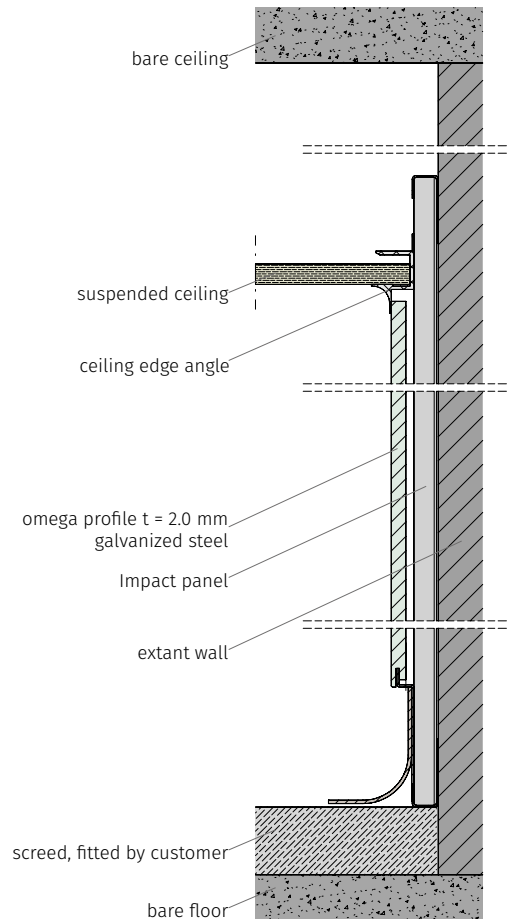 bare ceiling
suspended ceiling
ceiling edge angle
omega profile t = 2.0 mm
galvanized steel
Impact panel
extant wall
screed, fitted by customer
bare floor